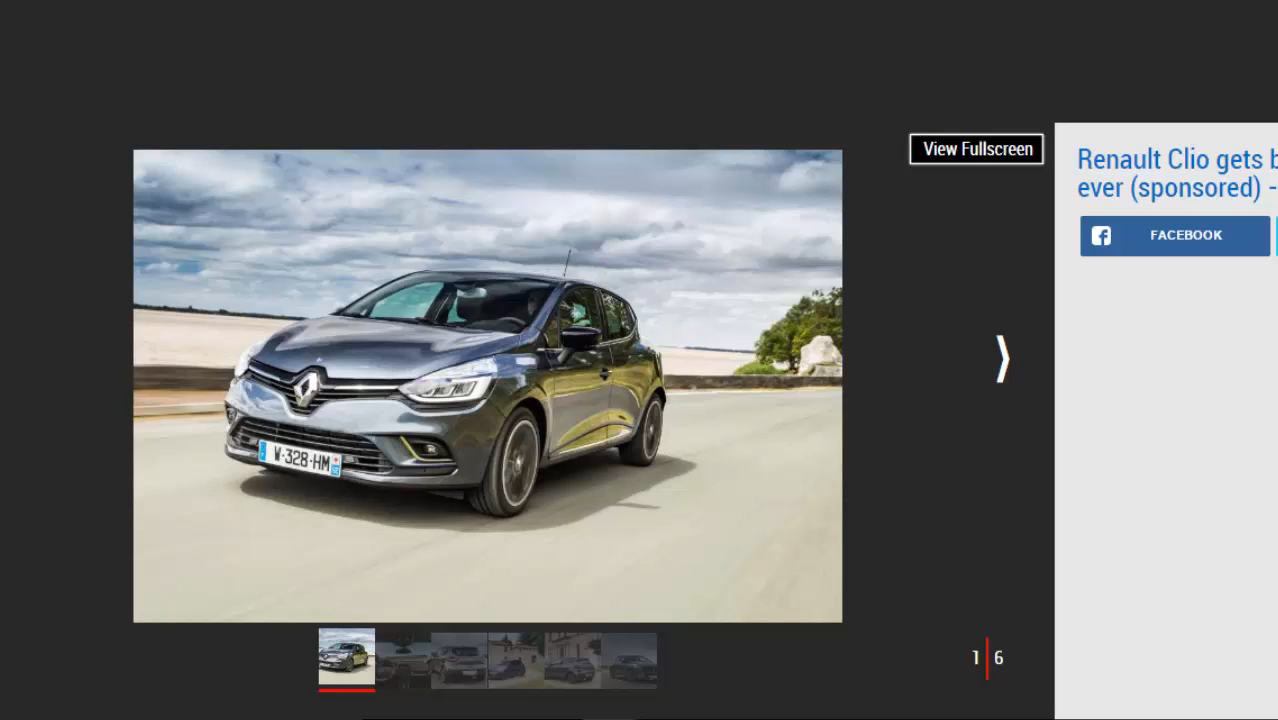 View Fullscreen
Renault Clio gets
ever (sponsored) -
FACEBOOK
W-328-HM
1 6